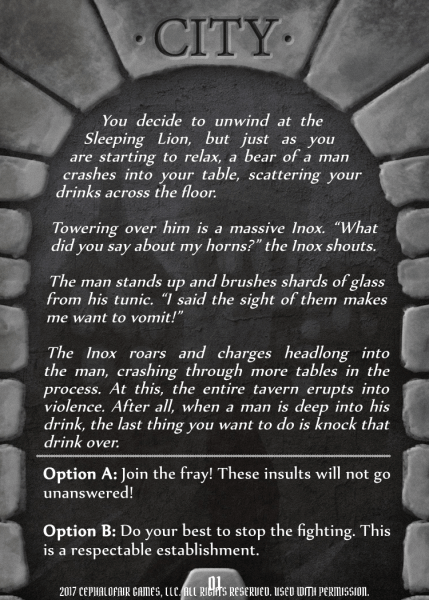 · CITY ·
You decide to unwind at the
Sleeping Lion, but just as you
are starting to relax, a bear of a man
crashes into your table, scattering your
drinks across the floor.
Towering over him is a massive Inox. “What
did you say about my horns?” the Inox shouts.
The man stands up and brushes shards of glass
from his tunic. “I said the sight of them makes
me want to vomit!”
The Inox roars and charges headlong into
the man, crashing through more tables in the
process. At this, the entire tavern erupts into
violence. After all, when a man is deep into his
drink, the last thing you want to do is knock that
drink over.
Option A: Join the fray! These insults will not go
unanswered!
Option B: Do your best to stop the fighting. This
is a respectable establishment.
01
2017 CEPHALOFAIR GAMES, LLC. ALL RIGHTS RESERVED. USED WITH PERMISSION.